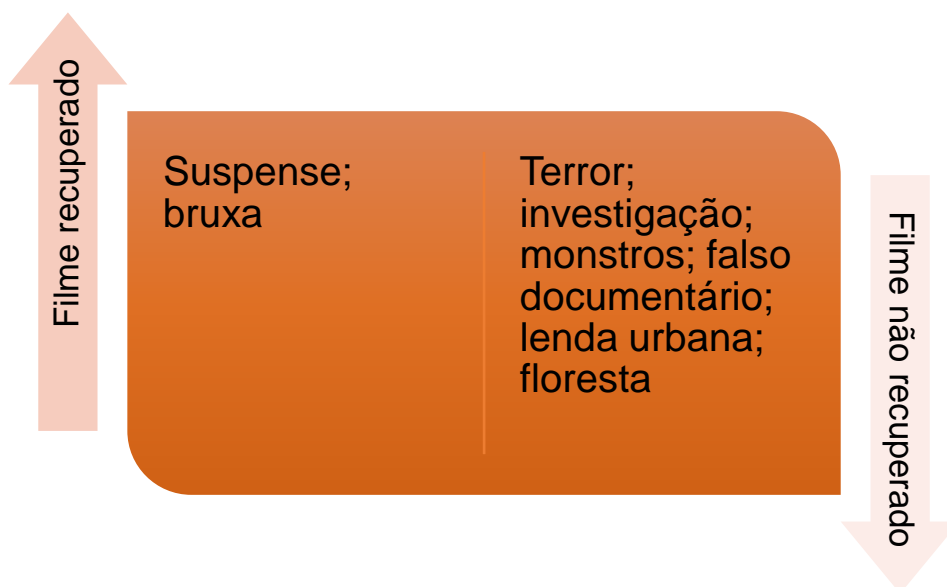 Filme recuperado
Suspense;
bruxa
Terror;
investigação;
monstros; falso
documentário;
lenda urbana;
floresta
Filme não recuperado